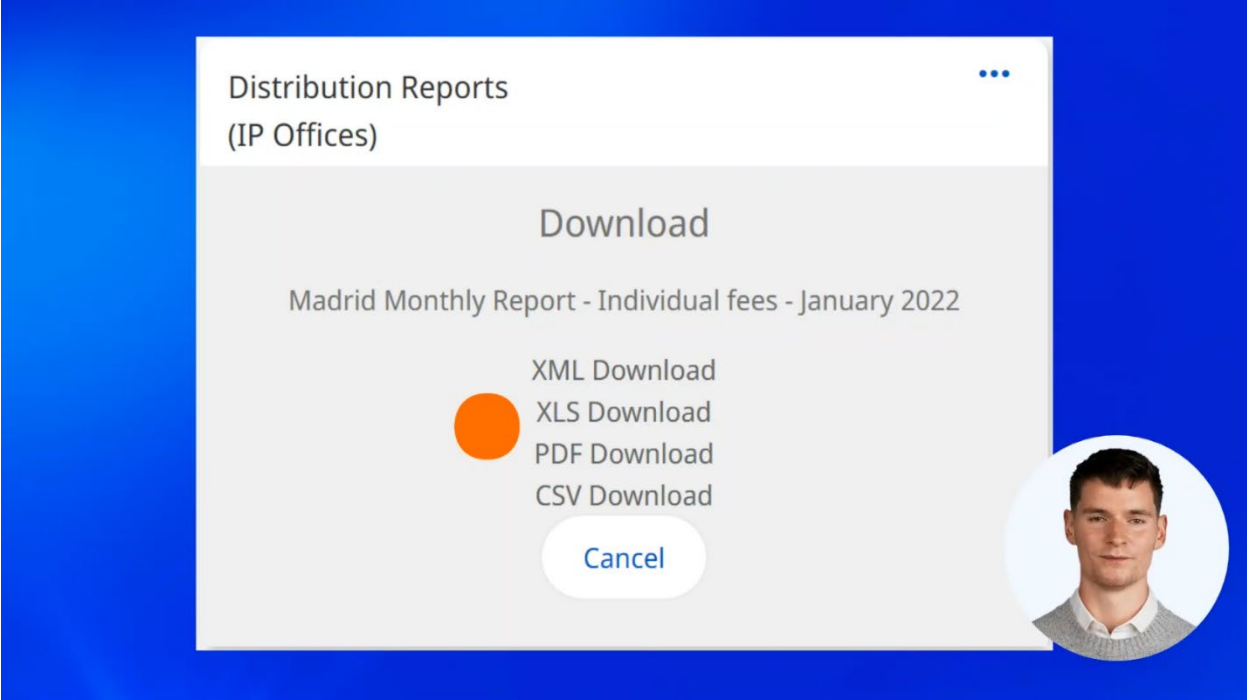 Distribution Reports
(IP Offices)
Download
Madrid Monthly Report - Individual fees - January 2022
XML Download
XLS Download
PDF Download
CSV Download
Cancel